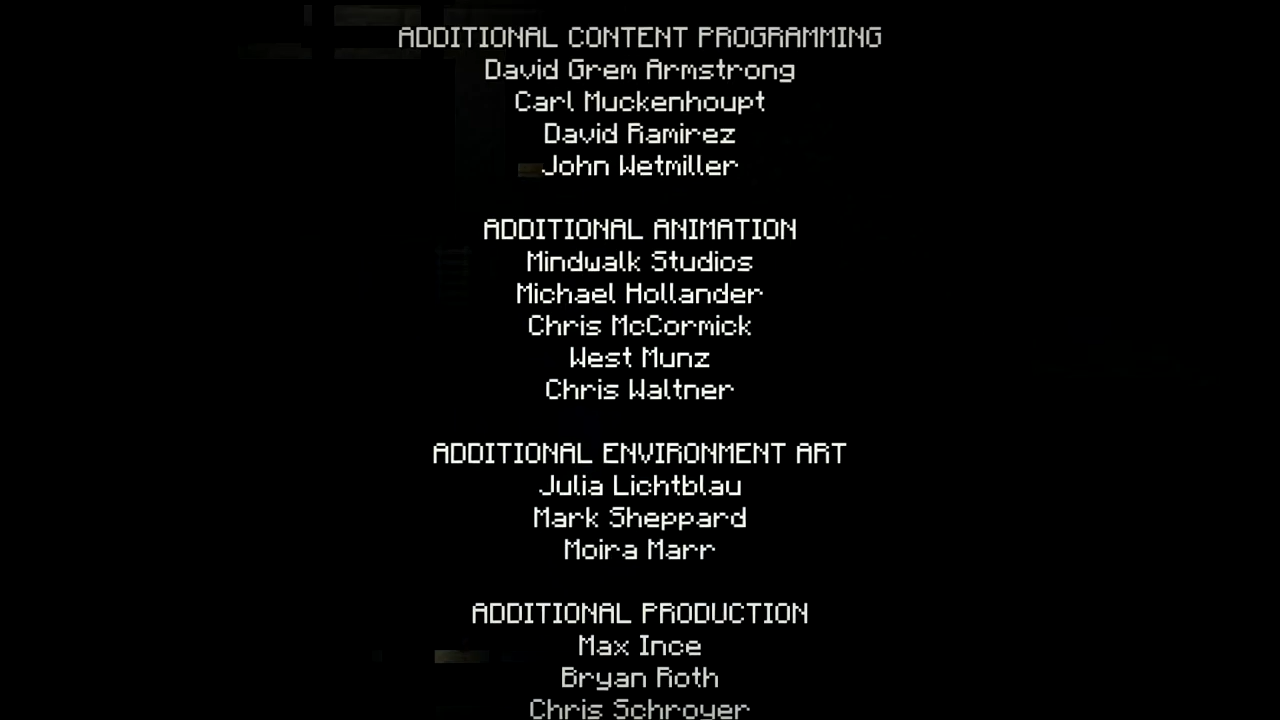 ADDITIONAL CONTENT PROGRAMMING
David Grem Armstrong
Carl Muckenhoupt
David Ramirez
John Wetmiller
ADDITIONAL ANIMATION
Mindwalk Studios
Michael Hollander
Chris McCormick
West Munz
Chris Waltner
ADDITIONAL ENVIRONMENT ART
Julia Lichtblau
Mark Sheppard
Moira Marr
ADDITIONAL PRODUCTION
Max Ince
Bryan Roth
Chris Schroyer